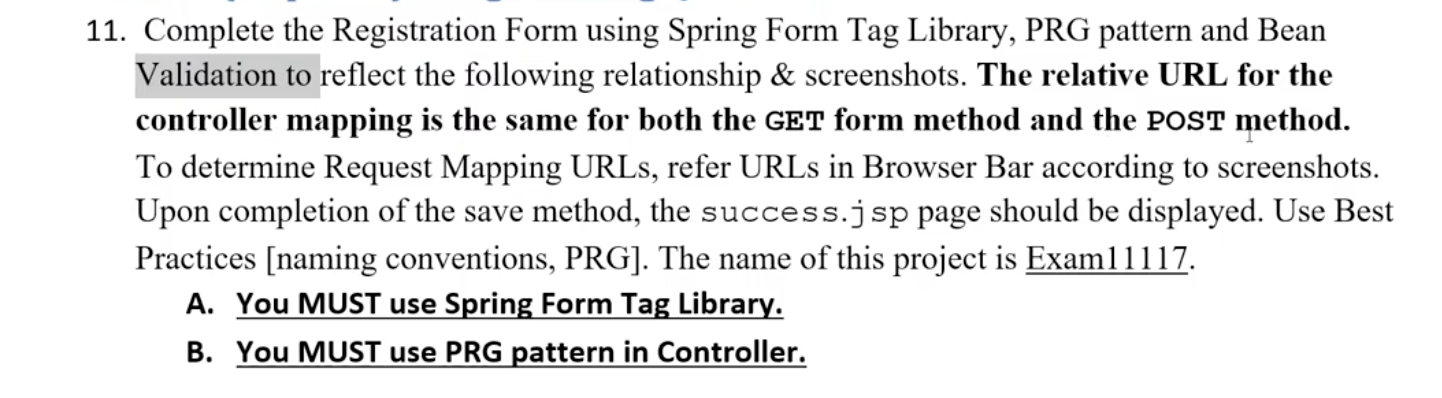 11. Complete the Registration Form using Spring Form Tag Library, PRG pattern and Bean
Validation to reflect the following relationship & screenshots. The relative URL for the
controller mapping is the same for both the GET form method and the POST method.
To determine Request Mapping URLs, refer URLs in Browser Bar according to screenshots.
Upon completion of the save method, the success.jsp page should be displayed. Use Best
Practices [naming conventions, PRG]. The name of this project is Exam11117.
A. You MUST use Spring Form Tag Library.
B. You MUST use PRG pattern in Controller.